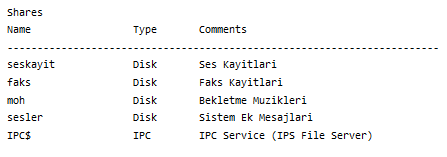 Shares
Name Type Comments
--------------------------------------------------------------------
seskayit Disk Ses Kayitlari
faks Disk Faks Kayitlari
moh Disk Bekletme Muzikleri
sesler Disk Sistem Ek Mesajlari
IPC$ IPC IPC Service (IPS File Server)